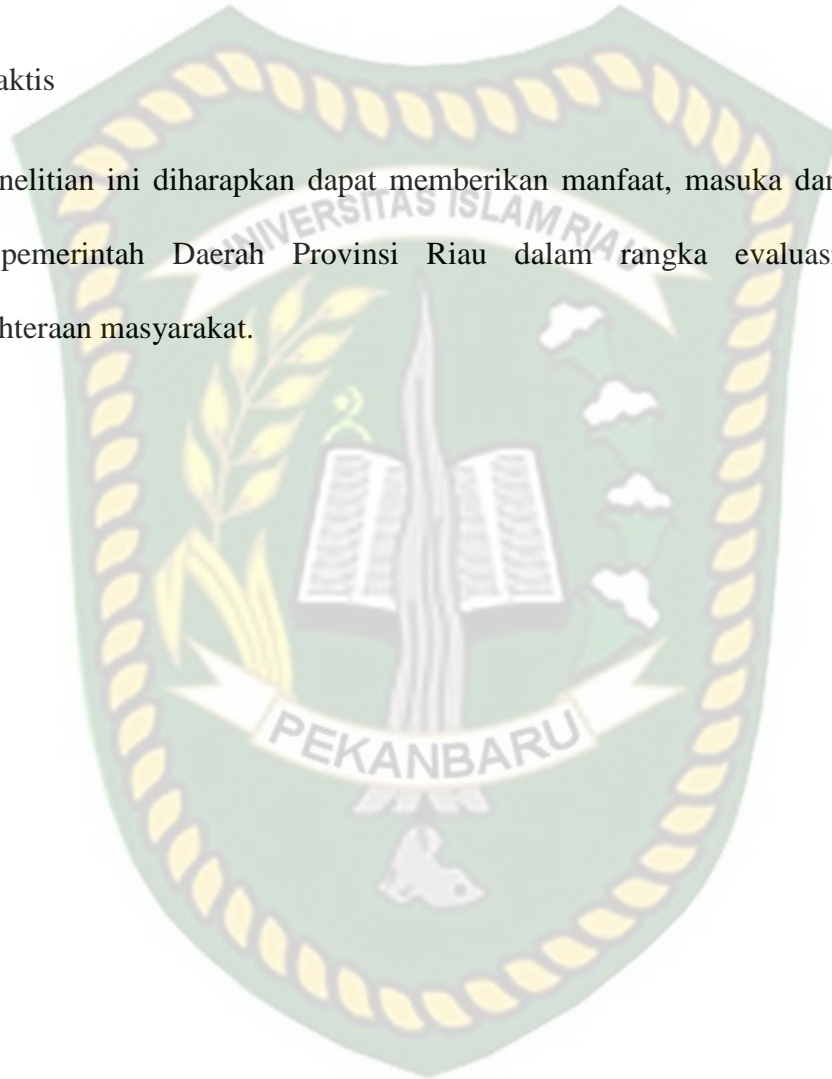 aktis
nelitian ini diharapkan dapat memberikan manfaat, masuka dan
pemerintah Daerah Provinsi Riau dalam rangka evaluasi
hteraan masyarakat.
UNIVERSITAS ISLAM RIAU
PEKANBARU